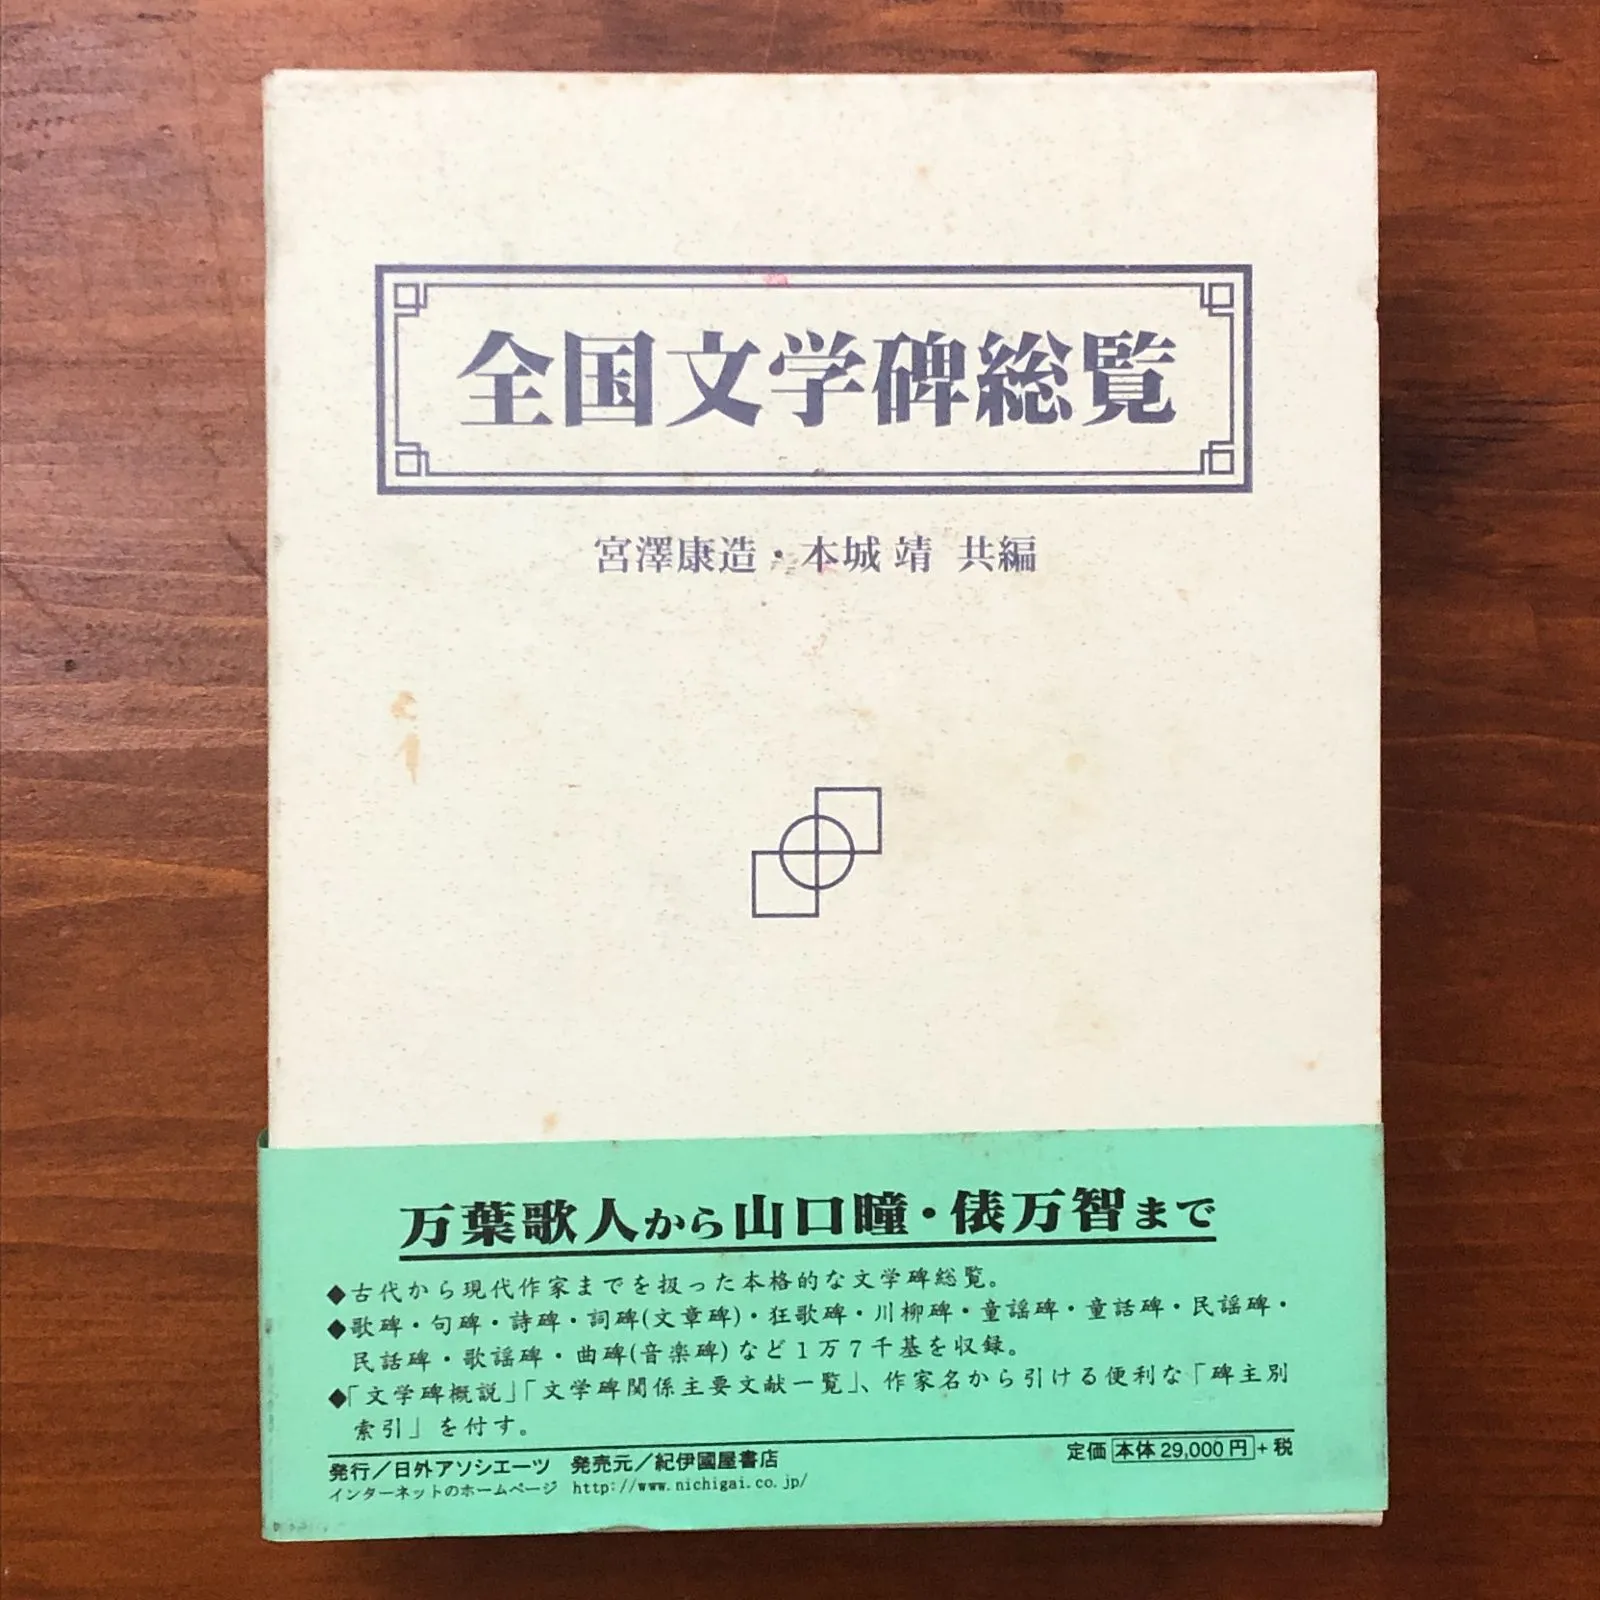 全国文学碑総覧
宮澤康造・本城 靖 共編
万葉歌人から山口瞳・俵万智まで
◆古代から現代作家までを扱った本格的な文学碑総覧。
◆歌碑・句碑・詩碑・詞碑(文章碑)・狂歌碑・川柳碑・童謡碑・童話碑・民謡碑・
民話碑・歌謡碑・曲碑(音楽碑)など1万7千基を収録。
◆「文学碑概説」「文学碑関係主要文献一覧」、作家名から引ける便利な「碑主別
索引」を付す。
発行／日外アソシエーツ 発売元／紀伊國屋書店 定価 本体 29,000 円+税
インターネットのホームページ http://www.nichigai.co.jp/